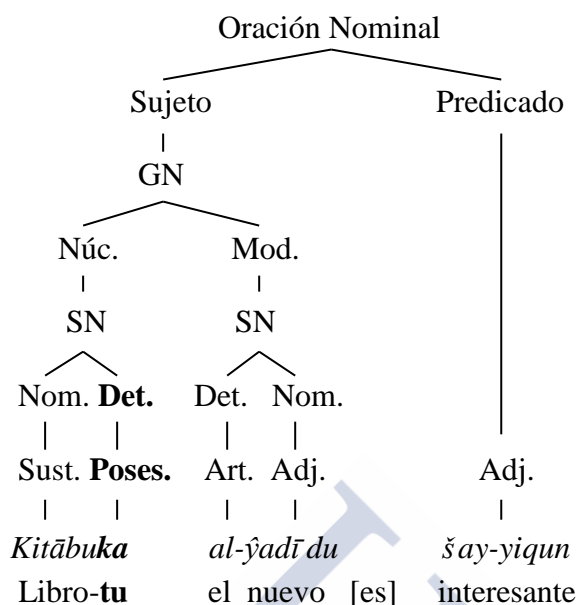 Oración Nominal
Sujeto Predicado
GN
Núc. Mod.
SN SN
Nom. Det. Det. Nom.
Sust. Poses. Art. Adj. Adj.
Kitābuka al-ŷadīdu šay-yiqun
Libro-tu el nuevo [es] interesante